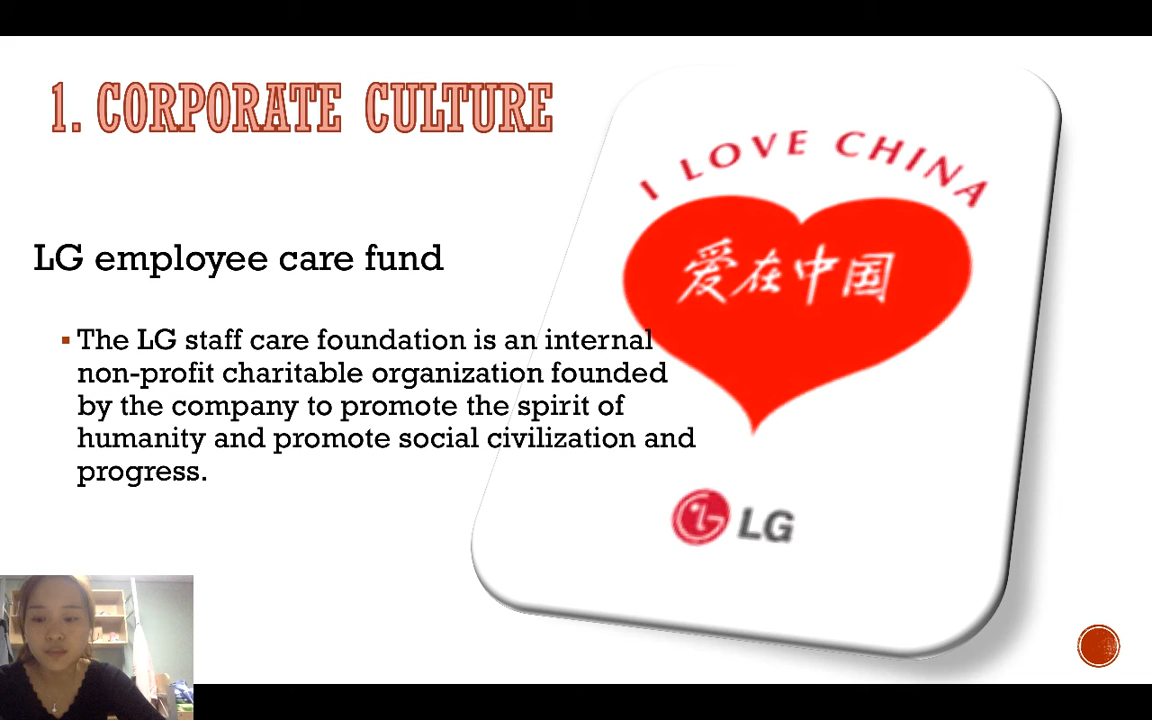 1. CORPORATE CULTURE
I LOVE CHINA
爱在中国
LG employee care fund
The LG staff care foundation is an internal
non-profit charitable organization founded
by the company to promote the spirit of
humanity and promote social civilization and
progress.
LG